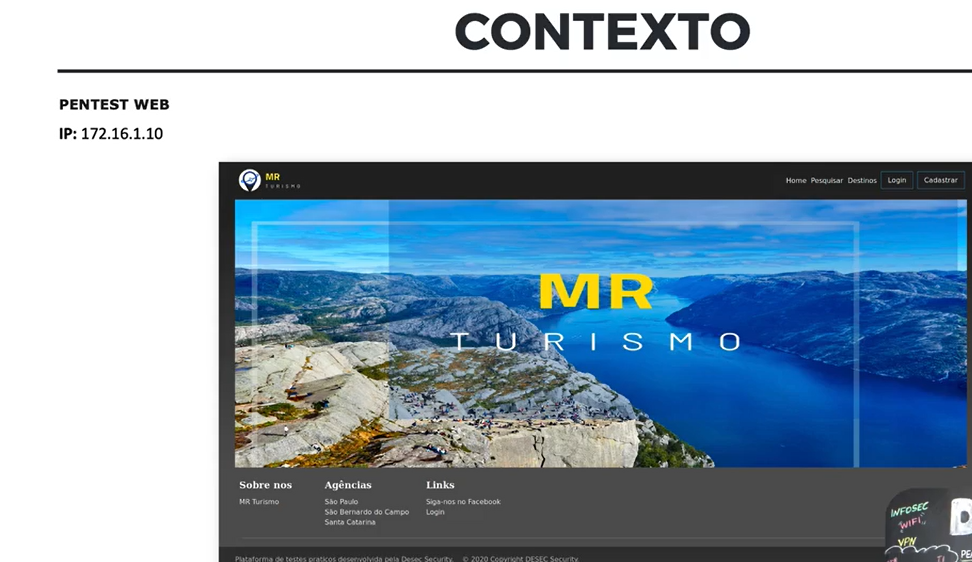 CONTEXTO
PENTEST WEB
IP: 172.16.1.10
MR
TURISMO
Home Pesquisar Destinos Login Cadastrar
MR
TURISMO
Sobre nos Agências Links
MR Turismo São Paulo Siga-nos no Facebook
São Bernardo do Campo Login
Santa Catarina
Plataforma de testes praticos desenvolvida pela Desec Security. © 2020 Copyright DESEC Security.
INFOSEC
WIFI
VPN